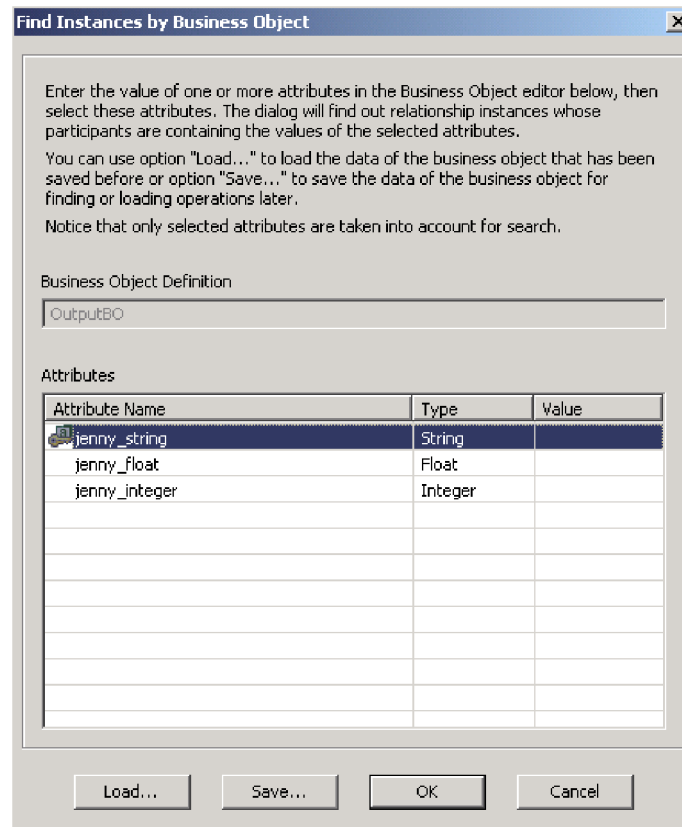 Find Instances by Business Object
Enter the value of one or more attributes in the Business Object editor below, then
select these attributes. The dialog will find out relationship instances whose
participants are containing the values of the selected attributes.
You can use option "Load..." to load the data of the business object that has been
saved before or option "Save..." to save the data of the business object for
finding or loading operations later.
Notice that only selected attributes are taken into account for search.
Business Object Definition
OutputBO
Attributes
Attribute Name Type Value
jenny_string String
jenny_float Float
jenny_integer Integer
Load... Save... OK Cancel